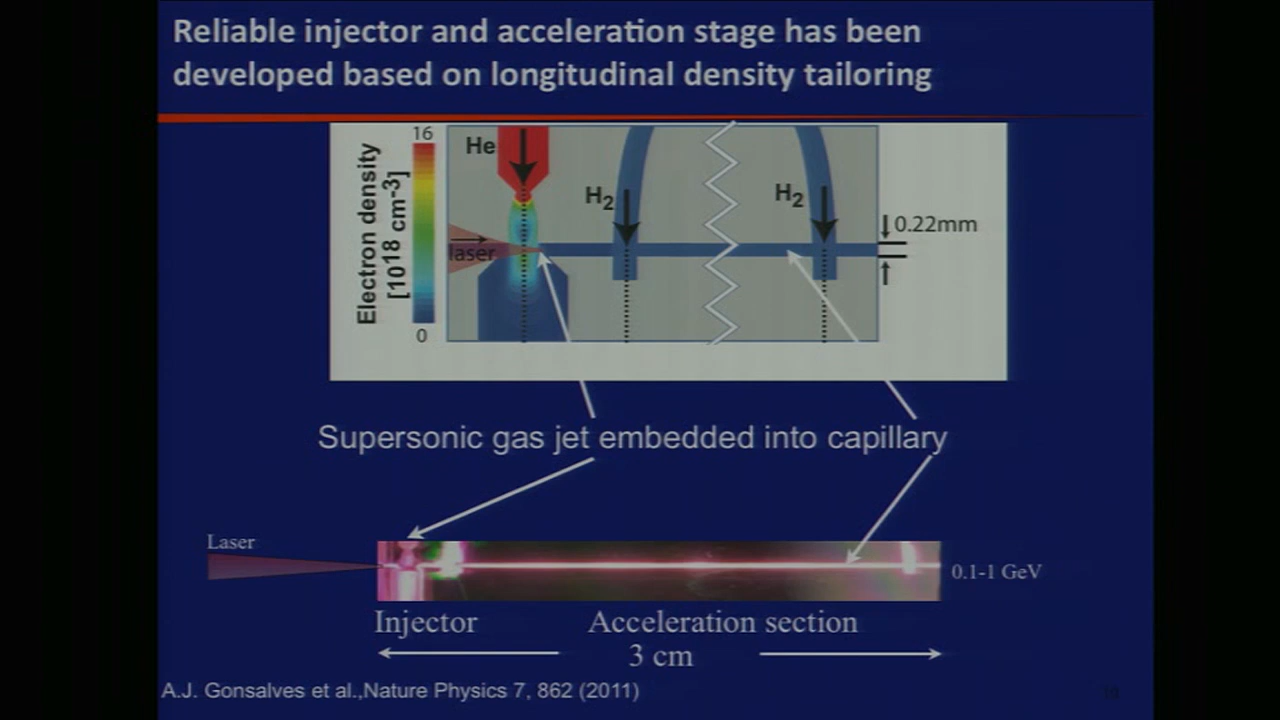 Reliable injector and acceleration stage has been
developed based on longitudinal density tailoring
Electron density
[10^18 cm^-3]
16
0
He
laser
H2
H2
0.22mm
Supersonic gas jet embedded into capillary
Laser
0.1-1 GeV
Injector
Acceleration section
3 cm
A.J. Gonsalves et al.,Nature Physics 7, 862 (2011)